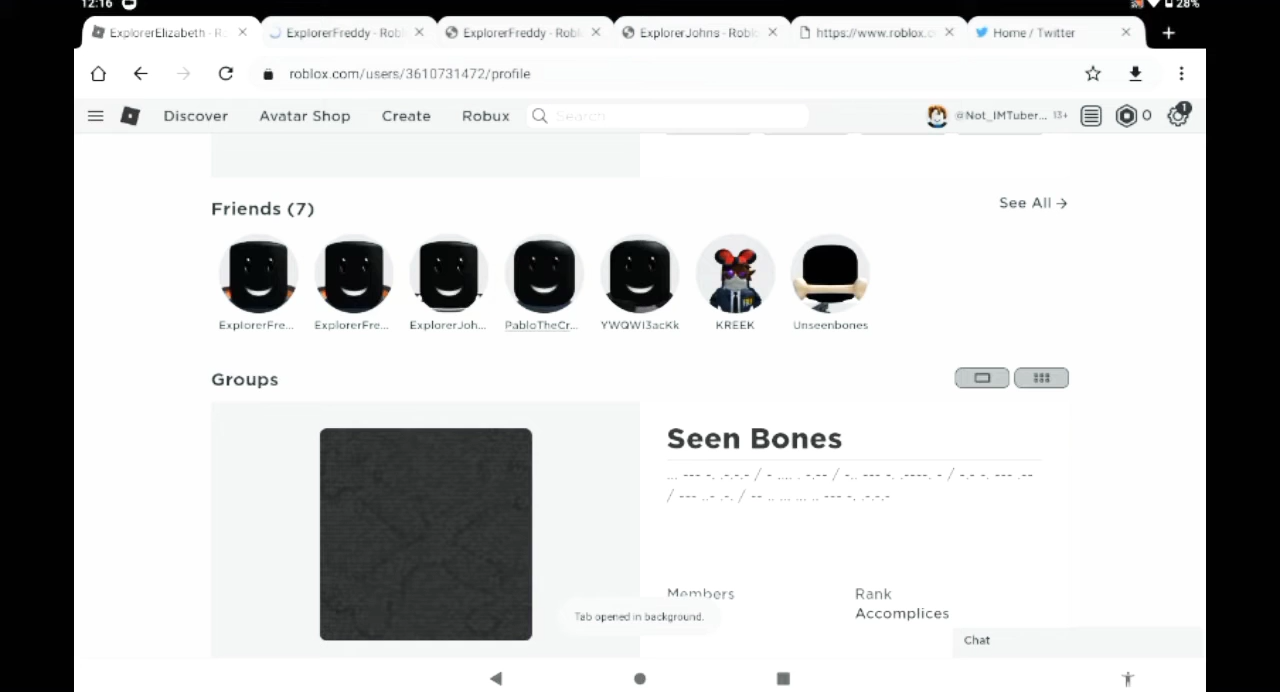 12:16 28%
ExplorerElizabeth - R ExplorerFreddy - Robl ExplorerFreddy - Robl ExplorerJohns - Roblo https://www.roblox.c Home / Twitter
roblox.com/users/3610731472/profile
Discover Avatar Shop Create Robux Search @Not_IMTuber... 13+ 0 1
Friends (7) See All →
ExplorerFre... ExplorerFre... ExplorerJoh... PabloTheCr... YWQWI3acKk KREEK Unseenbones
Groups
Seen Bones
... --- -. .-.-.- / - .... . -.-- / -.. --- -. .----. - / -.- -. --- .--
/ --- ..- .-. / -- .. ... ... .. --- -. .-.-.-
Members Rank
Accomplices
Tab opened in background.
Chat